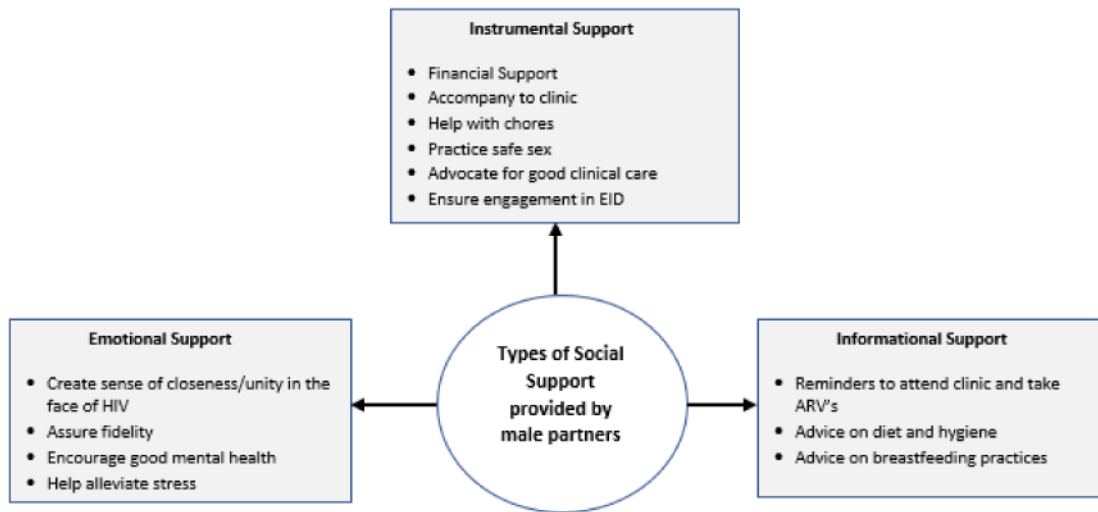 Instrumental Support
• Financial Support
• Accompany to clinic
• Help with chores
• Practice safe sex
• Advocate for good clinical care
• Ensure engagement in EID
Emotional Support
• Create sense of closeness/unity in the
face of HIV
• Assure fidelity
• Encourage good mental health
• Help alleviate stress
Types of Social
Support
provided by
male partners
Informational Support
• Reminders to attend clinic and take
ARV's
• Advice on diet and hygiene
• Advice on breastfeeding practices